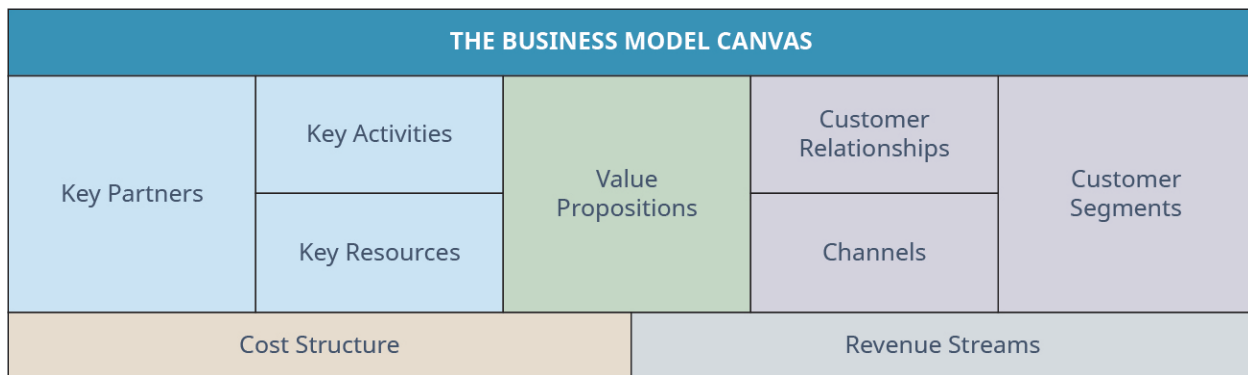 THE BUSINESS MODEL CANVAS
Key Partners
Key Activities
Key Resources
Value
Propositions
Customer
Relationships
Channels
Customer
Segments
Cost Structure
Revenue Streams